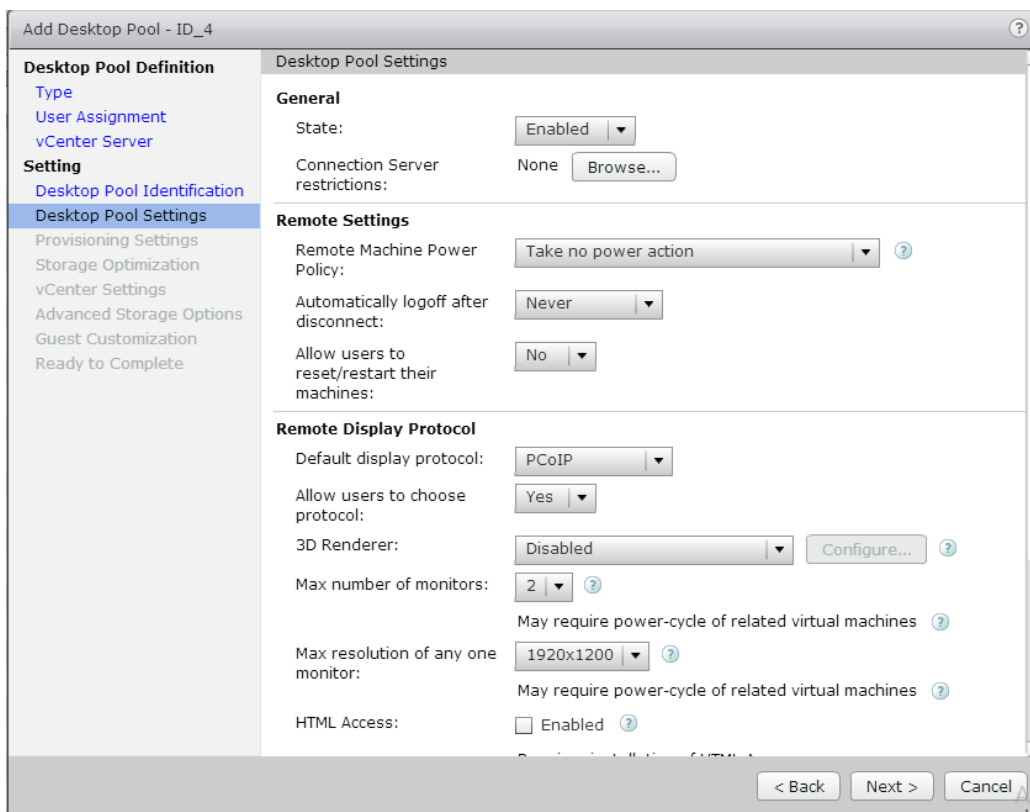 Add Desktop Pool - ID_4
?
Desktop Pool Definition
Type
User Assignment
vCenter Server
Setting
Desktop Pool Identification
Desktop Pool Settings
Provisioning Settings
Storage Optimization
vCenter Settings
Advanced Storage Options
Guest Customization
Ready to Complete
Desktop Pool Settings
General
State: Enabled
Connection Server None Browse...
restrictions:
Remote Settings
Remote Machine Power Take no power action ?
Policy:
Automatically logoff after Never
disconnect:
Allow users to No
reset/restart their
machines:
Remote Display Protocol
Default display protocol: PCoIP
Allow users to choose Yes
protocol:
3D Renderer: Disabled Configure... ?
Max number of monitors: 2 ?
May require power-cycle of related virtual machines ?
Max resolution of any one 1920x1200 ?
monitor:
May require power-cycle of related virtual machines ?
HTML Access: Enabled ?
< Back Next > Cancel